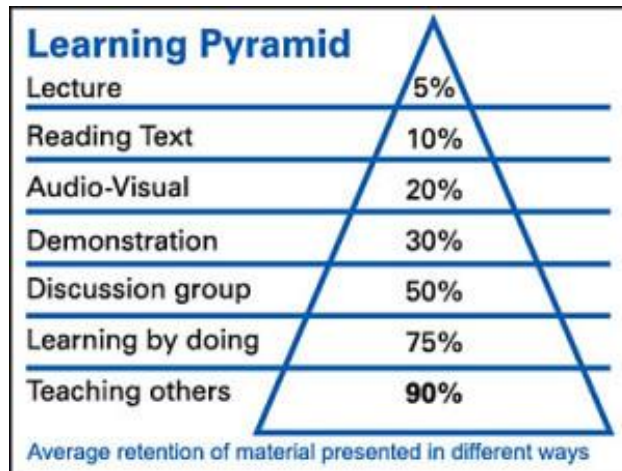 Learning Pyramid
Lecture 5%
Reading Text 10%
Audio-Visual 20%
Demonstration 30%
Discussion group 50%
Learning by doing 75%
Teaching others 90%
Average retention of material presented in different ways